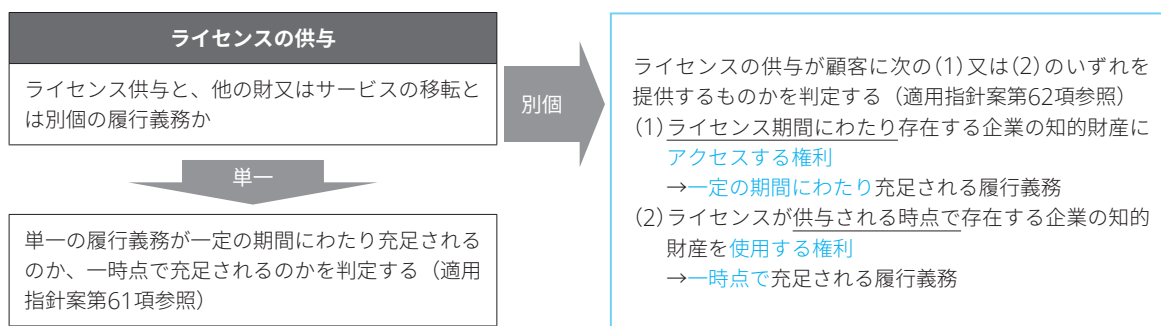 ライセンスの供与
ライセンス供与と、他の財又はサービスの移転と
は別個の履行義務か
別個
単一
単一の履行義務が一定の期間にわたり充足される
のか、一時点で充足されるのかを判定する（適用
指針案第61項参照）
ライセンスの供与が顧客に次の(1)又は(2)のいずれを
提供するものかを判定する（適用指針案第62項参照）
(1)ライセンス期間にわたり存在する企業の知的財産に
アクセスする権利
→一定の期間にわたり充足される履行義務
(2)ライセンスが供与される時点で存在する企業の知的
財産を使用する権利
→一時点で充足される履行義務